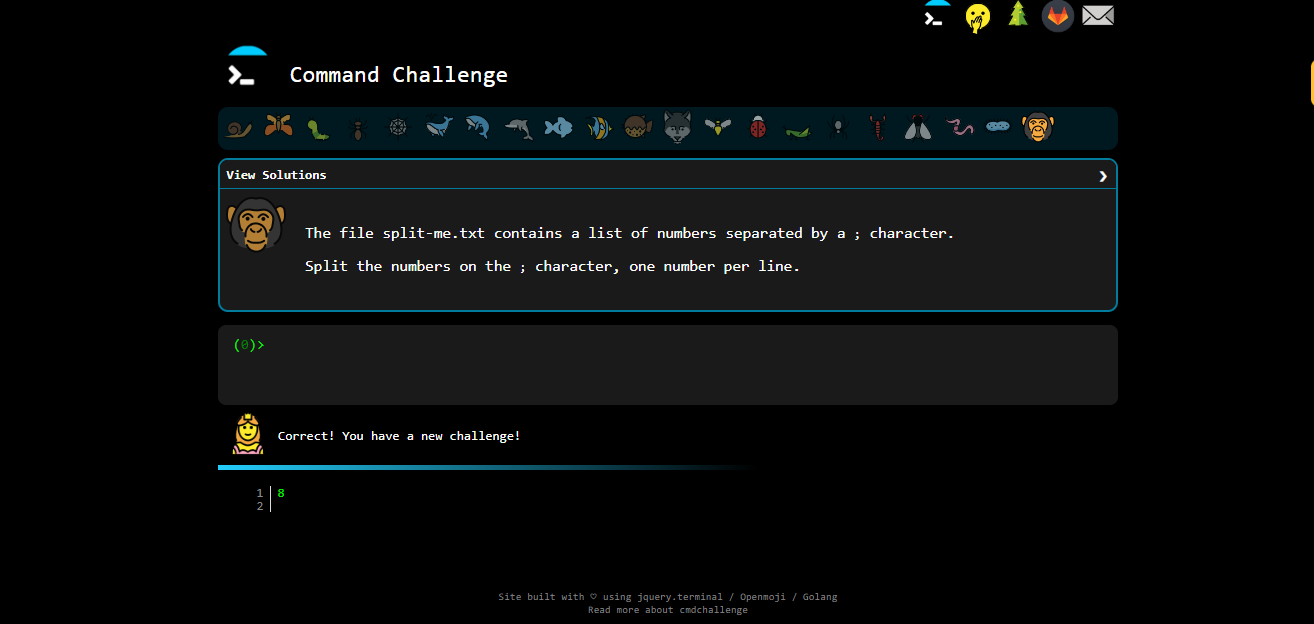 Command Challenge
View Solutions
The file split-me.txt contains a list of numbers separated by a ; character.
Split the numbers on the ; character, one number per line.
(0)>
Correct! You have a new challenge!
1 8
2
Site built with ♡ using jquery.terminal / Openmoji / Golang
Read more about cmdchallenge